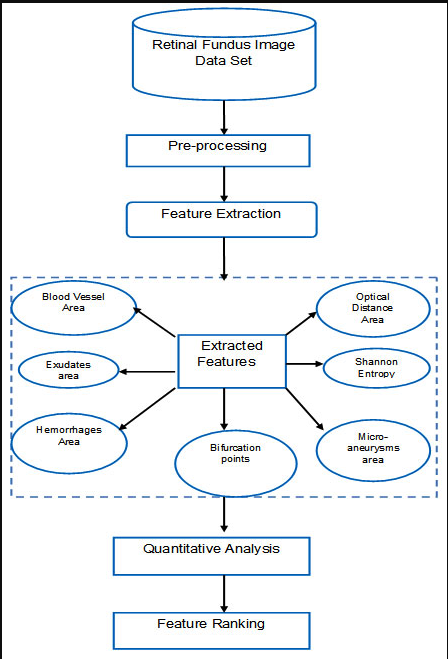 Retinal Fundus Image
Data Set
Pre-processing
Feature Extraction
Blood Vessel
Area
Optical
Distance
Area
Extracted
Features
Exudates
area
Shannon
Entropy
Hemorrhages
Area
Bifurcation
points
Micro-
aneurysms
area
Quantitative Analysis
Feature Ranking